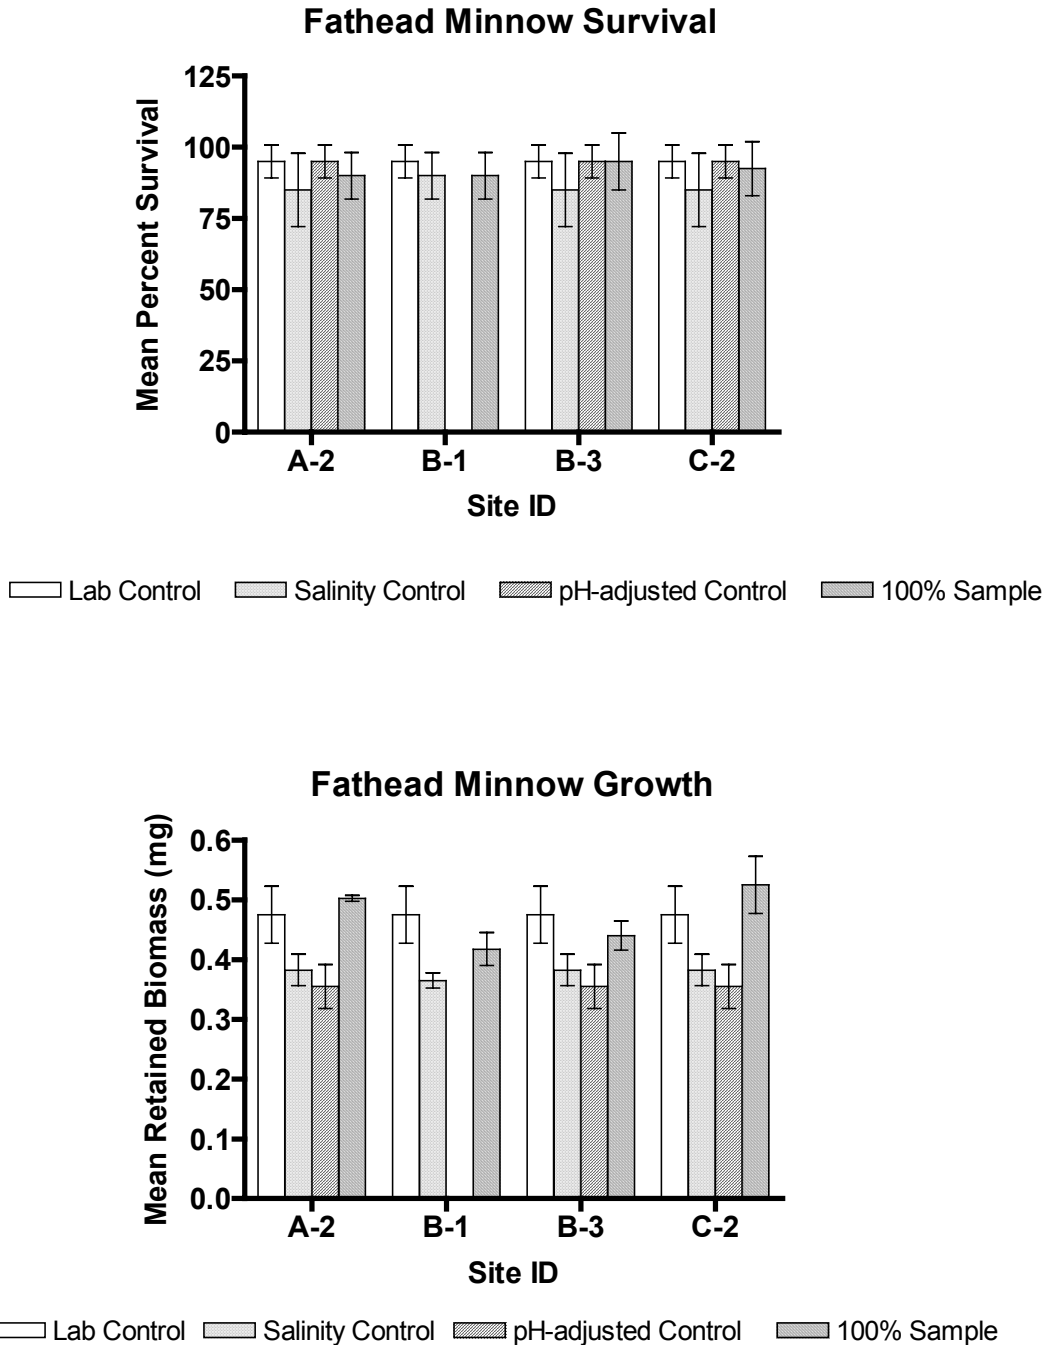 Fathead Minnow Survival
Mean Percent Survival
125
100
75
50
25
0
A-2 B-1 B-3 C-2
Site ID
Lab Control Salinity Control pH-adjusted Control 100% Sample
Fathead Minnow Growth
Mean Retained Biomass (mg)
0.6
0.5
0.4
0.3
0.2
0.1
0.0
A-2 B-1 B-3 C-2
Site ID
Lab Control Salinity Control pH-adjusted Control 100% Sample